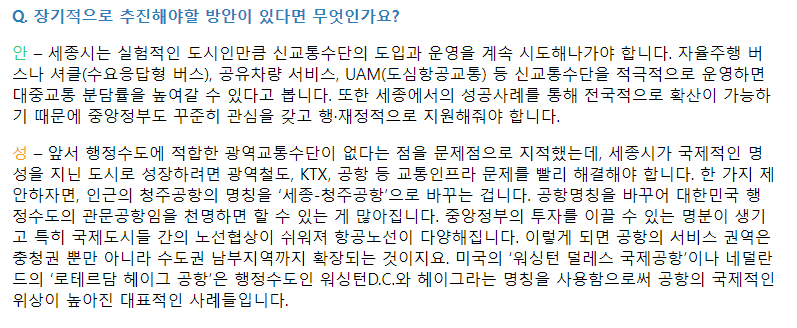 Q. 장기적으로 추진해야할 방안이 있다면 무엇인가요?
안 – 세종시는 실험적인 도시인만큼 신교통수단의 도입과 운영을 계속 시도해나가야 합니다. 자율주행 버
스나 셔클(수요응답형 버스), 공유차량 서비스, UAM(도심항공교통) 등 신교통수단을 적극적으로 운영하면
대중교통 분담률을 높여갈 수 있다고 봅니다. 또한 세종에서의 성공사례를 통해 전국적으로 확산이 가능하
기 때문에 중앙정부도 꾸준히 관심을 갖고 행·재정적으로 지원해줘야 합니다.
성 – 앞서 행정수도에 적합한 광역교통수단이 없다는 점을 문제점으로 지적했는데, 세종시가 국제적인 명
성을 지닌 도시로 성장하려면 광역철도, KTX, 공항 등 교통인프라 문제를 빨리 해결해야 합니다. 한 가지 제
안하자면, 인근의 청주공항의 명칭을 ‘세종-청주공항’으로 바꾸는 겁니다. 공항명칭을 바꾸어 대한민국 행
정수도의 관문공항임을 천명하면 할 수 있는 게 많아집니다. 중앙정부의 투자를 이끌 수 있는 명분이 생기
고 특히 국제도시들 간의 노선협상이 쉬워져 항공노선이 다양해집니다. 이렇게 되면 공항의 서비스 권역은
충청권 뿐만 아니라 수도권 남부지역까지 확장되는 것이지요. 미국의 ‘워싱턴 덜레스 국제공항’이나 네덜란
드의 ‘로테르담 헤이그 공항’은 행정수도인 워싱턴D.C.와 헤이그라는 명칭을 사용함으로써 공항의 국제적인
위상이 높아진 대표적인 사례들입니다.